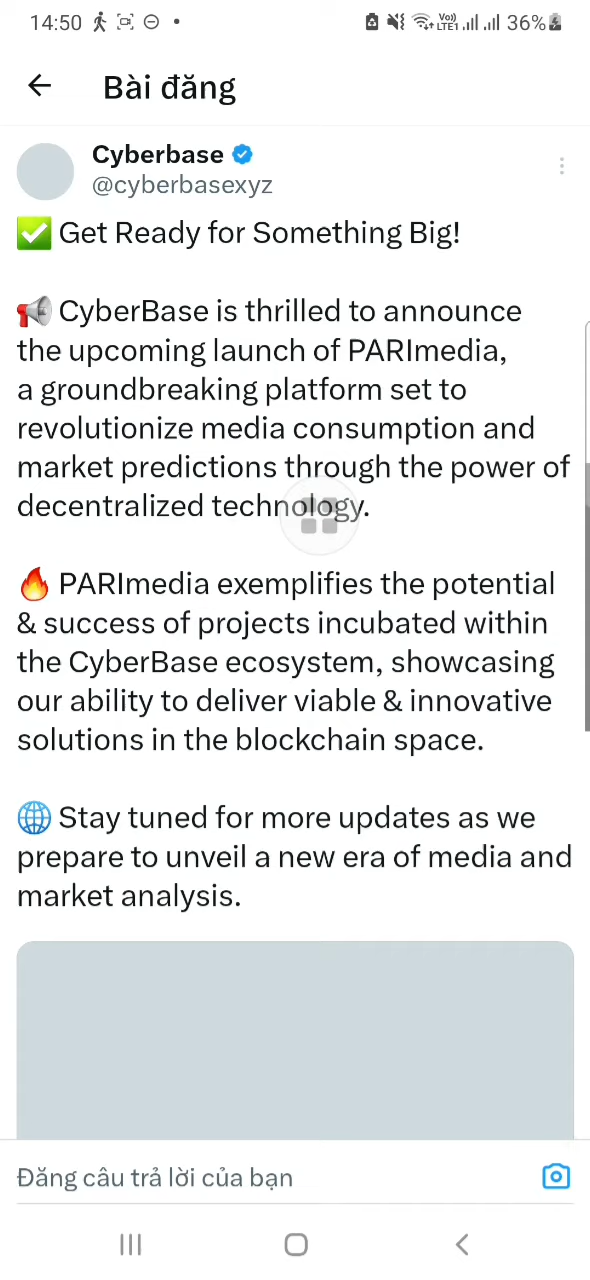 14:50
Vo))
LTE1
36%
Bài đăng
Cyberbase
@cyberbasexyz
✅ Get Ready for Something Big!
📢 CyberBase is thrilled to announce
the upcoming launch of PARImedia,
a groundbreaking platform set to
revolutionize media consumption and
market predictions through the power of
decentralized technology.
🔥 PARImedia exemplifies the potential
& success of projects incubated within
the CyberBase ecosystem, showcasing
our ability to deliver viable & innovative
solutions in the blockchain space.
🌐 Stay tuned for more updates as we
prepare to unveil a new era of media and
market analysis.
Đăng câu trả lời của bạn